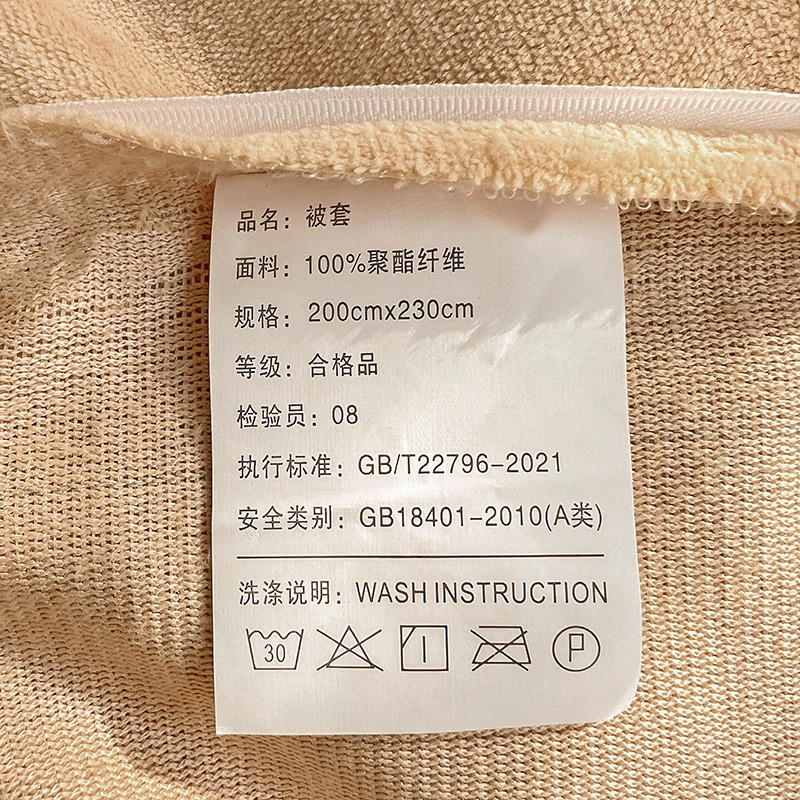 品名：被套
面料：100%聚酯纤维
规格：200cmx230cm
等级：合格品
检验员：08
执行标准：GB/T22796-2021
安全类别：GB18401-2010(A类)
洗涤说明：WASH INSTRUCTION
30 P